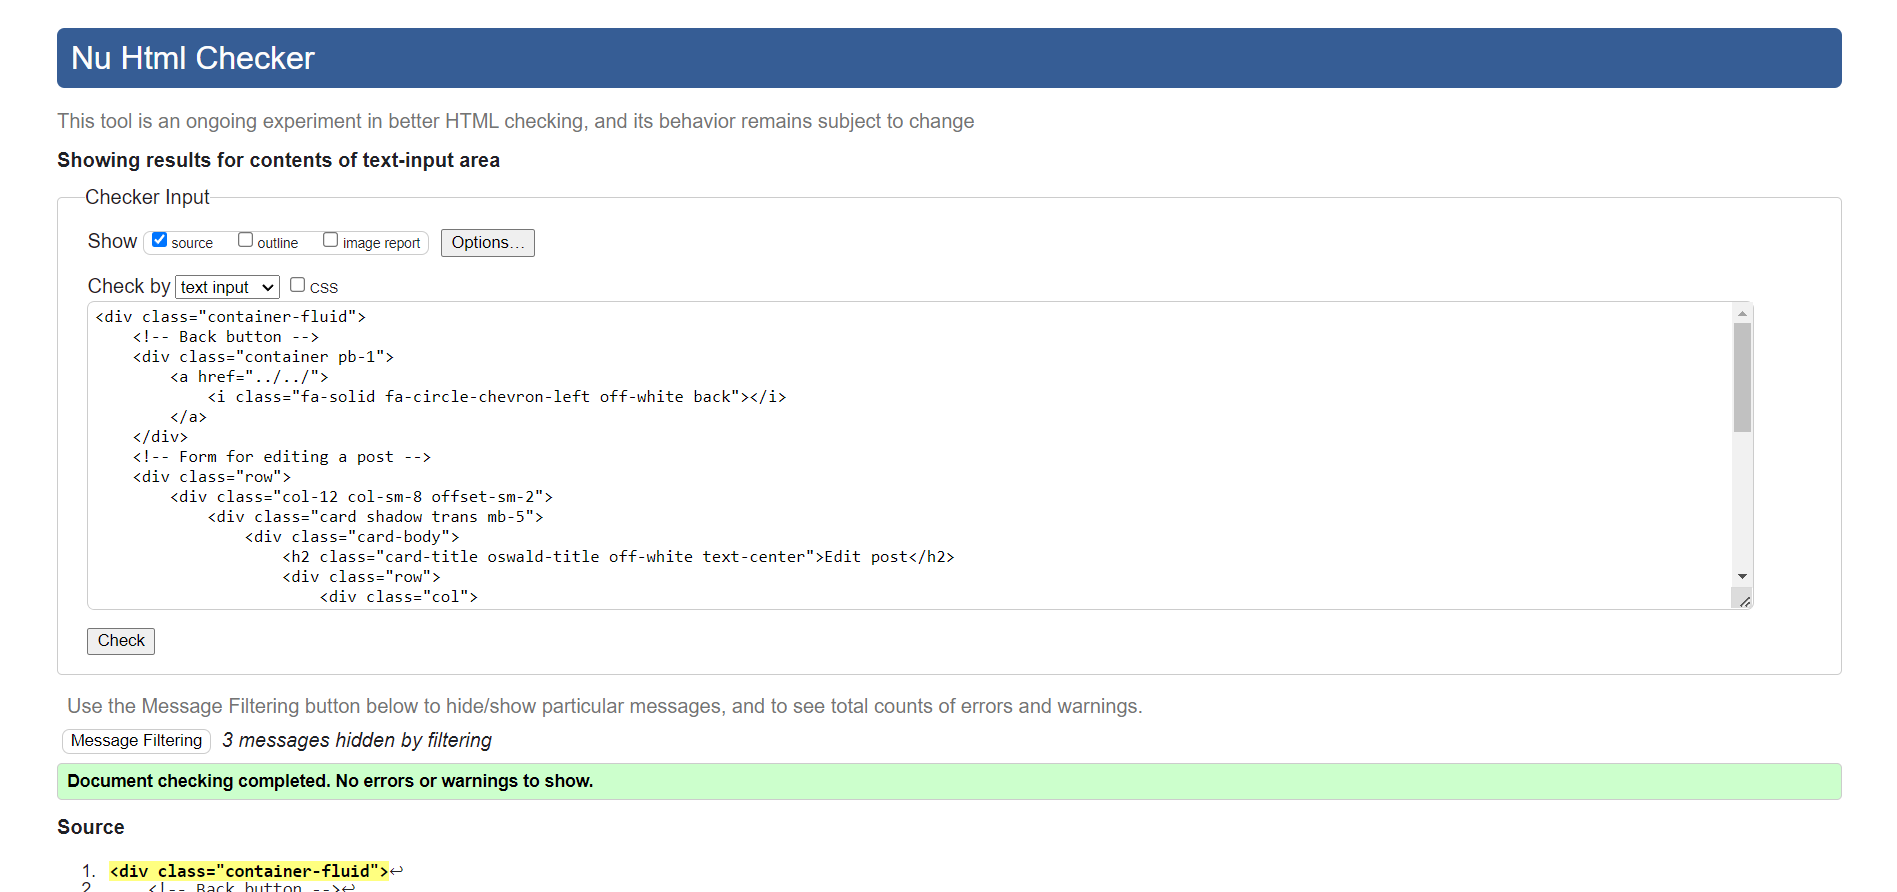 Nu Html Checker
This tool is an ongoing experiment in better HTML checking, and its behavior remains subject to change
Showing results for contents of text-input area
Checker Input
Show source outline image report Options...
Check by text input CSS
<div class="container-fluid">
    <!-- Back button -->
    <div class="container pb-1">
        <a href="../../">
            <i class="fa-solid fa-circle-chevron-left off-white back"></i>
        </a>
    </div>
    <!-- Form for editing a post -->
    <div class="row">
        <div class="col-12 col-sm-8 offset-sm-2">
            <div class="card shadow trans mb-5">
                <div class="card-body">
                    <h2 class="card-title oswald-title off-white text-center">Edit post</h2>
                    <div class="row">
                        <div class="col">
Check
Use the Message Filtering button below to hide/show particular messages, and to see total counts of errors and warnings.
Message Filtering 3 messages hidden by filtering
Document checking completed. No errors or warnings to show.
Source
1. <div class="container-fluid">↩
2. <!-- Back button -->↩